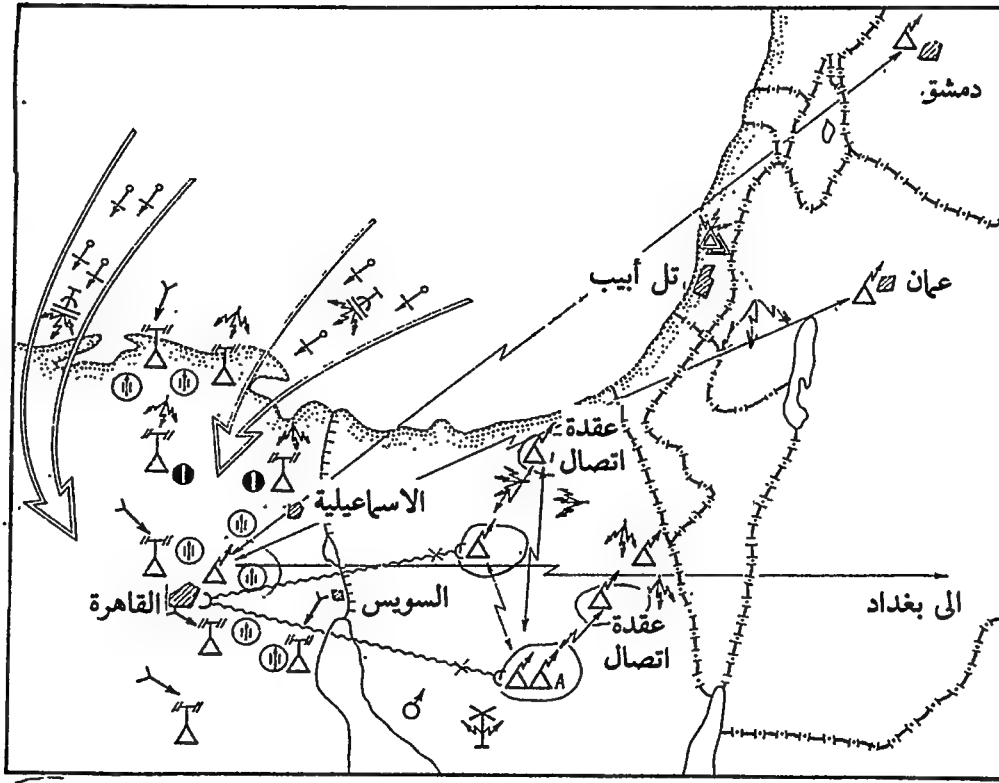 دمشق
عمان
تل أبيب
عقدة
اتصال
الاسماعيلية
الى بغداد
السويس
القاهرة
عقدة
اتصال
A